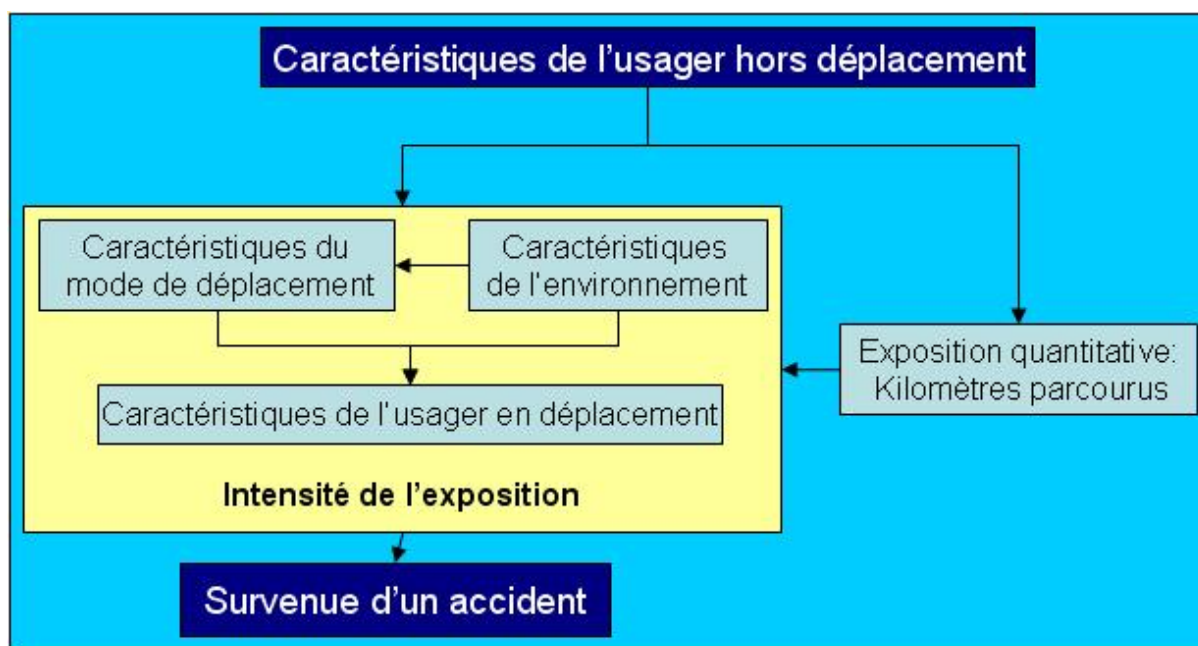 Caractéristiques de l'usager hors déplacement
Caractéristiques du
mode de déplacement
Caractéristiques
de l'environnement
Exposition quantitative:
Kilomètres parcourus
Caractéristiques de l'usager en déplacement
Intensité de l'exposition
Survenue d'un accident